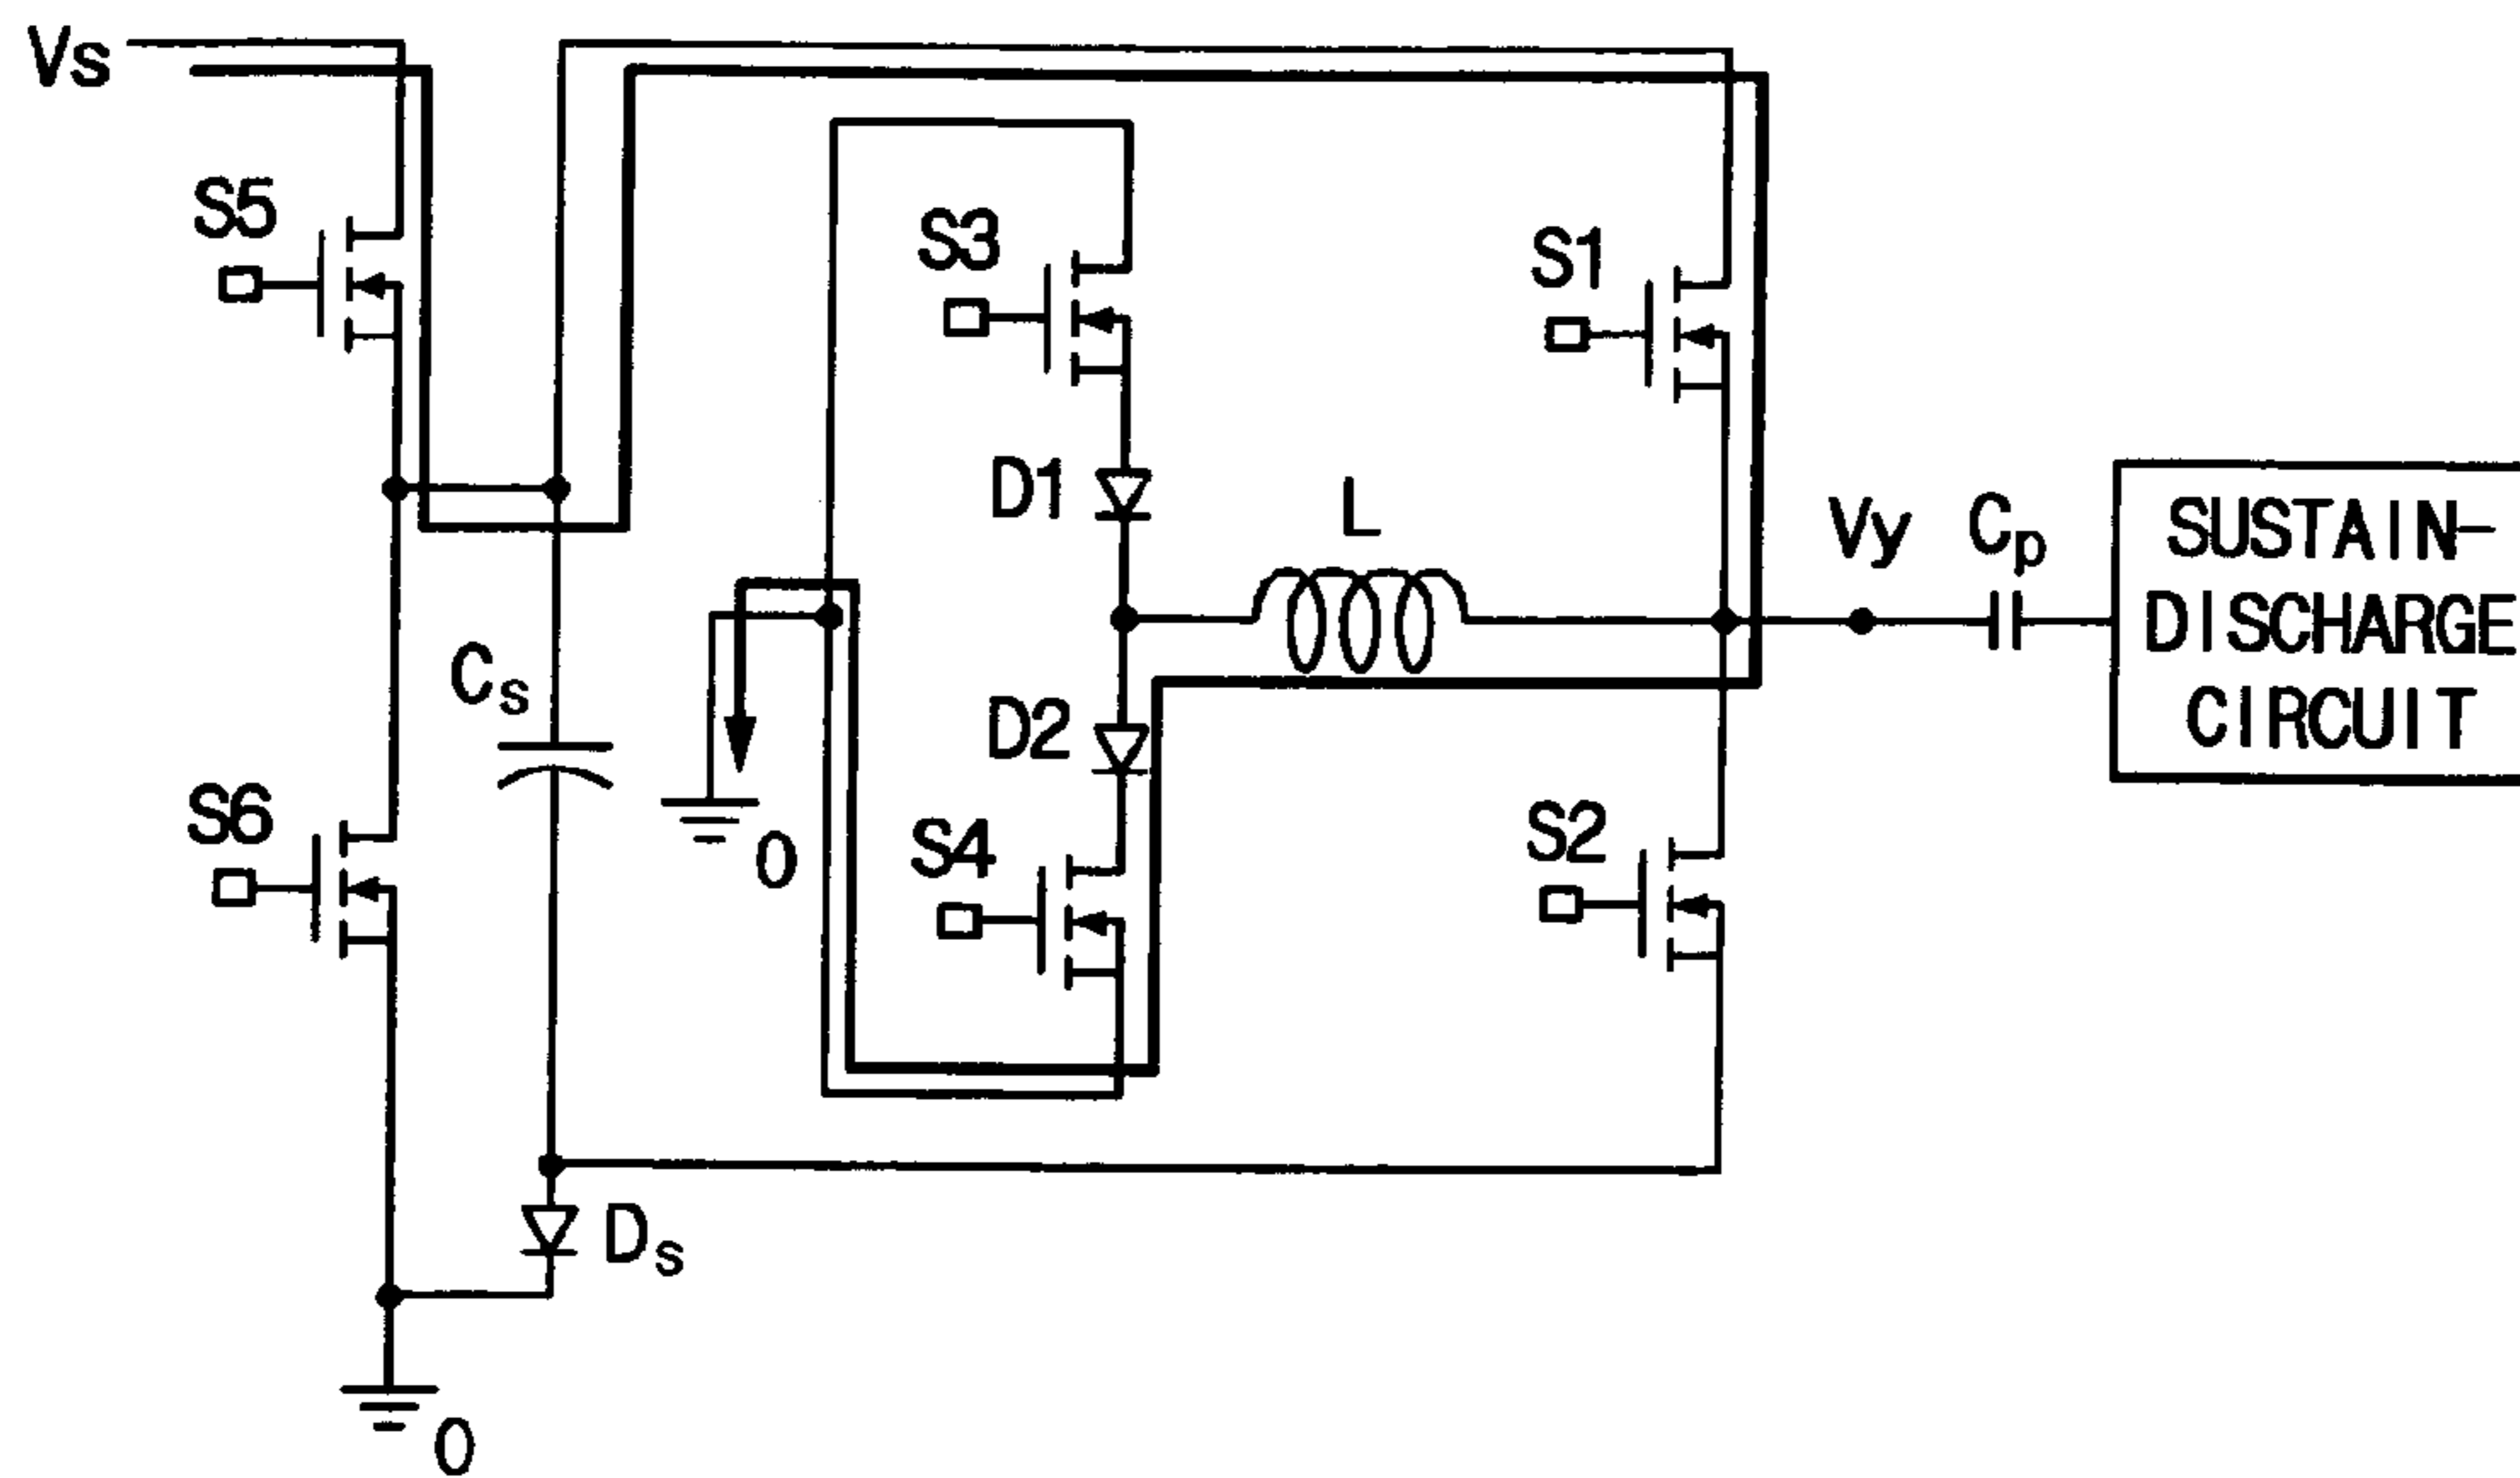 Vs
S5
S3
S1
D1
L
Vy
Cp
SUSTAIN-
DISCHARGE
CIRCUIT
Cs
D2
S6
0
S4
S2
Ds
0